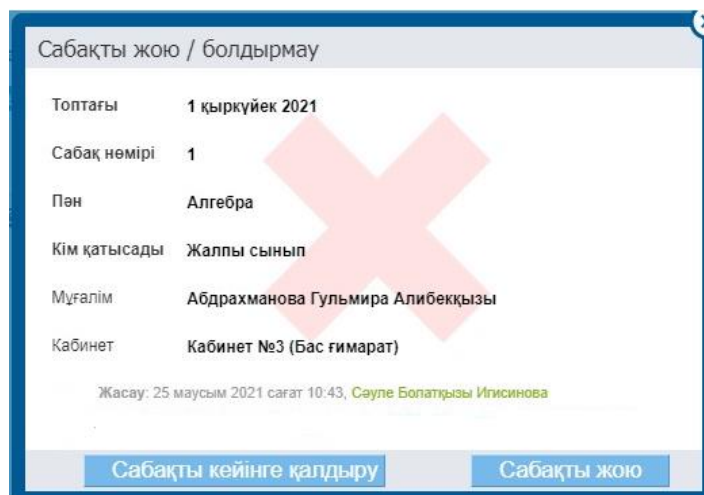 Сабақты жою / болдырмау
Топтағы 1 қыркүйек 2021
Сабақ нөмірі 1
Пән Алгебра
Кім қатысады Жалпы сынып
Мұғалім Абдрахманова Гульмира Алибекқызы
Кабинет Кабинет №3 (Бас ғимарат)
Жасау: 25 маусым 2021 сағат 10:43, Сәуле Болатқызы Игисинова
Сабақты кейінге қалдыру Сабақты жою